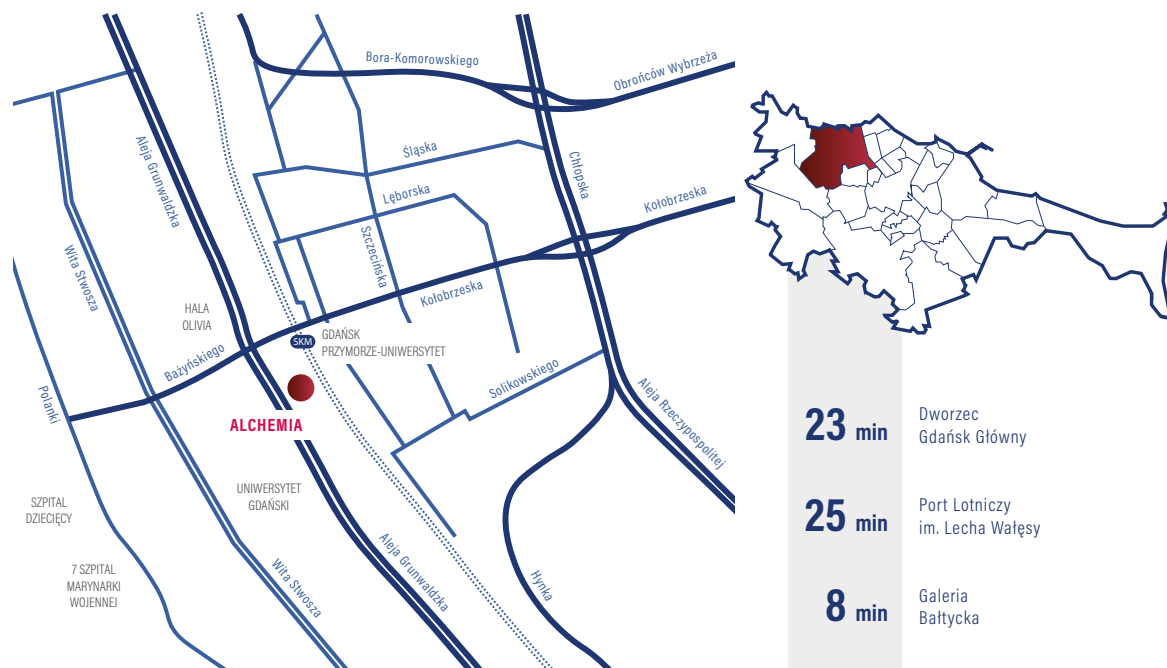 Bora-Komorowskiego
Obrońców Wybrzeża
Aleja Grunwaldzka
Śląska
Chłopska
Lęborska
Kołobrzeska
Wita Stwosza
Szczecińska
Kołobrzeska
HALA
OLIVIA
SKM
GDAŃSK
PRZYMORZE-UNIWERSYTET
Bażyńskiego
Polanki
Solikowskiego
Aleja Rzeczypospolitej
ALCHEMIA
UNIWERSYTET
GDAŃSKI
SZPITAL
DZIECIĘCY
7 SZPITAL
MARYNARKI
WOJENNEJ
Wita Stwosza
Aleja Grunwaldzka
Hynka
23 min
Dworzec
Gdańsk Główny
25 min
Port Lotniczy
im. Lecha Wałęsy
8 min
Galeria
Bałtycka